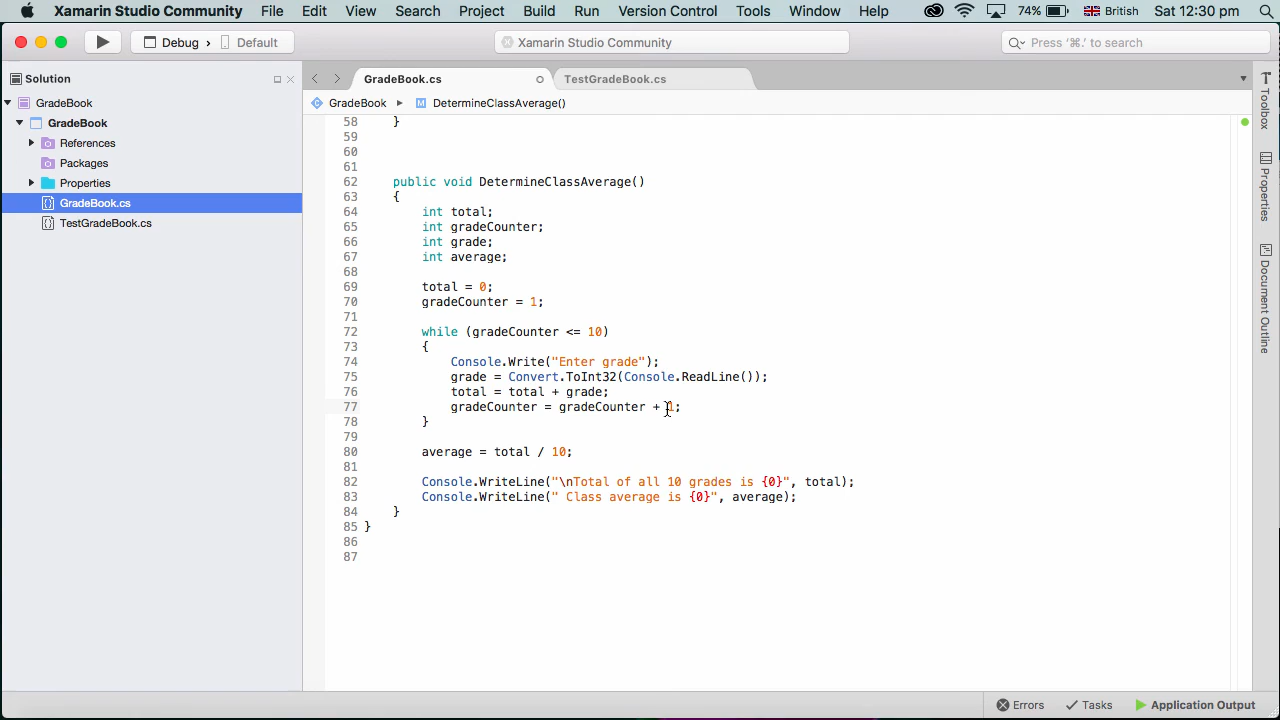 Xamarin Studio Community File Edit View Search Project Build Run Version Control Tools Window Help 74% British Sat 12:30 pm
Debug › Default Xamarin Studio Community Press '⌘.' to search
Solution
GradeBook
GradeBook
References
Packages
Properties
GradeBook.cs
TestGradeBook.cs
GradeBook.cs TestGradeBook.cs
GradeBook ▸ DetermineClassAverage()
58 }
59
60
61
62 public void DetermineClassAverage()
63 {
64 int total;
65 int gradeCounter;
66 int grade;
67 int average;
68
69 total = 0;
70 gradeCounter = 1;
71
72 while (gradeCounter <= 10)
73 {
74 Console.Write("Enter grade");
75 grade = Convert.ToInt32(Console.ReadLine());
76 total = total + grade;
77 gradeCounter = gradeCounter + 1;
78 }
79
80 average = total / 10;
81
82 Console.WriteLine("\nTotal of all 10 grades is {0}", total);
83 Console.WriteLine(" Class average is {0}", average);
84 }
85 }
86
87
Toolbox
Properties
Document Outline
Errors Tasks Application Output